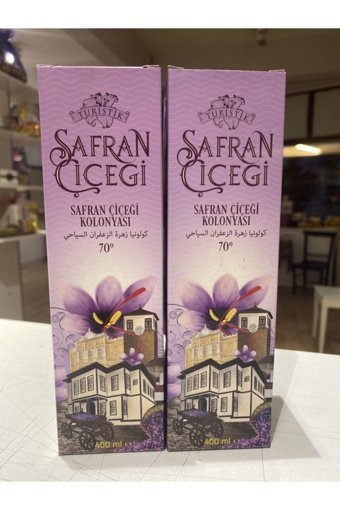 TURİSTİK
SAFRAN
ÇİÇEĞİ
SAFRAN ÇİÇEĞİ
KOLONYASI
كولونيا زهرة الزعفران السياحي
70°
400 ml e
TURİSTİK
SAFRAN
ÇİÇEĞİ
SAFRAN ÇİÇEĞİ
KOLONYASI
كولونيا زهرة الزعفران السياحي
70°
400 ml e